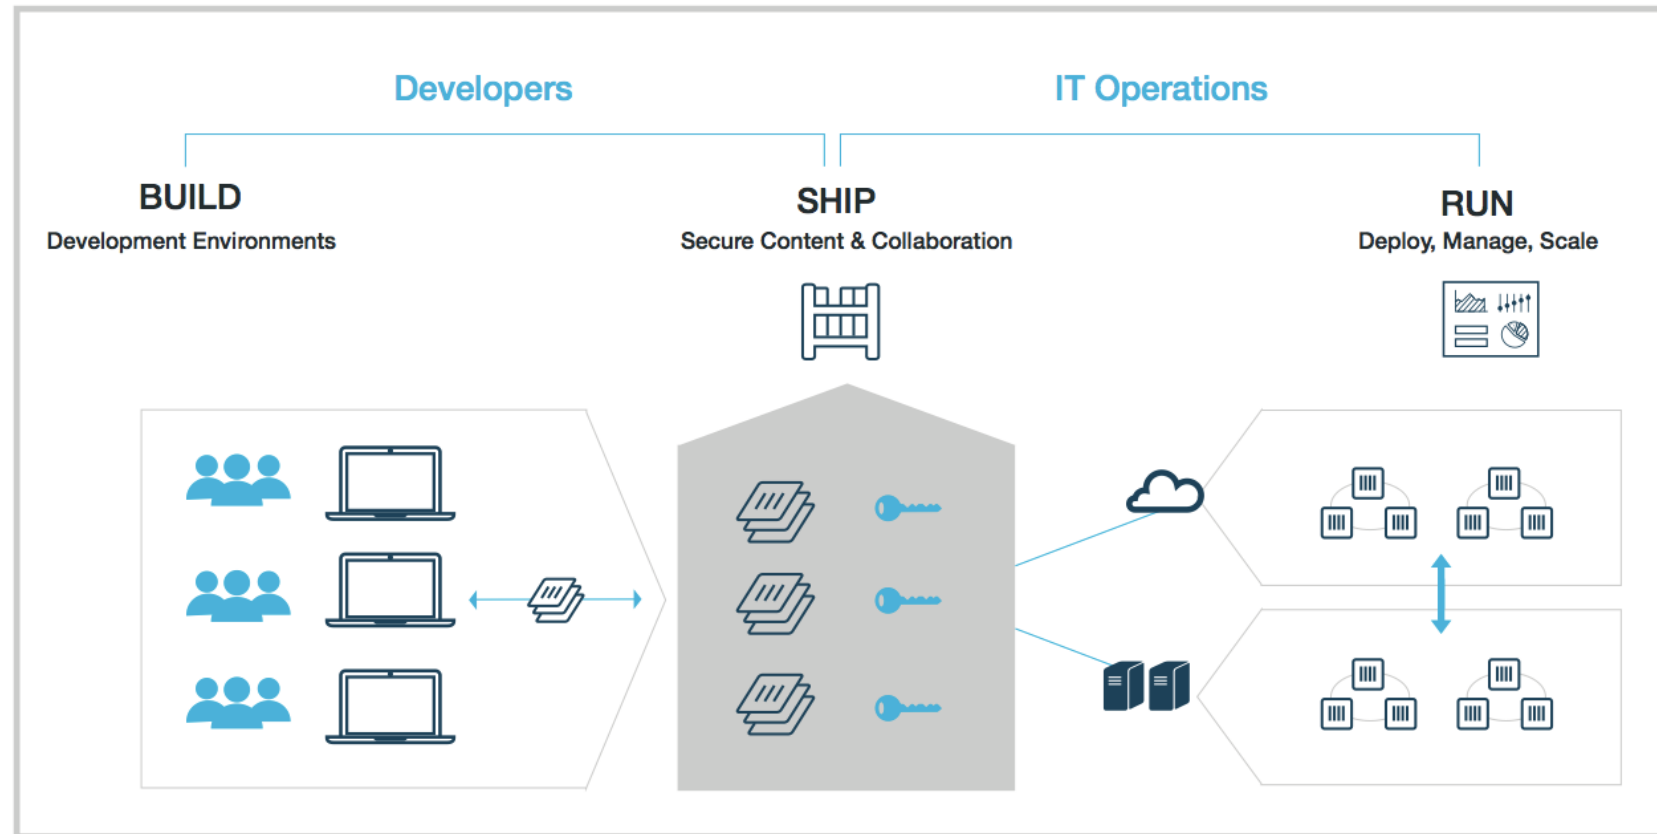 Developers
IT Operations
BUILD
Development Environments
SHIP
Secure Content & Collaboration
RUN
Deploy, Manage, Scale